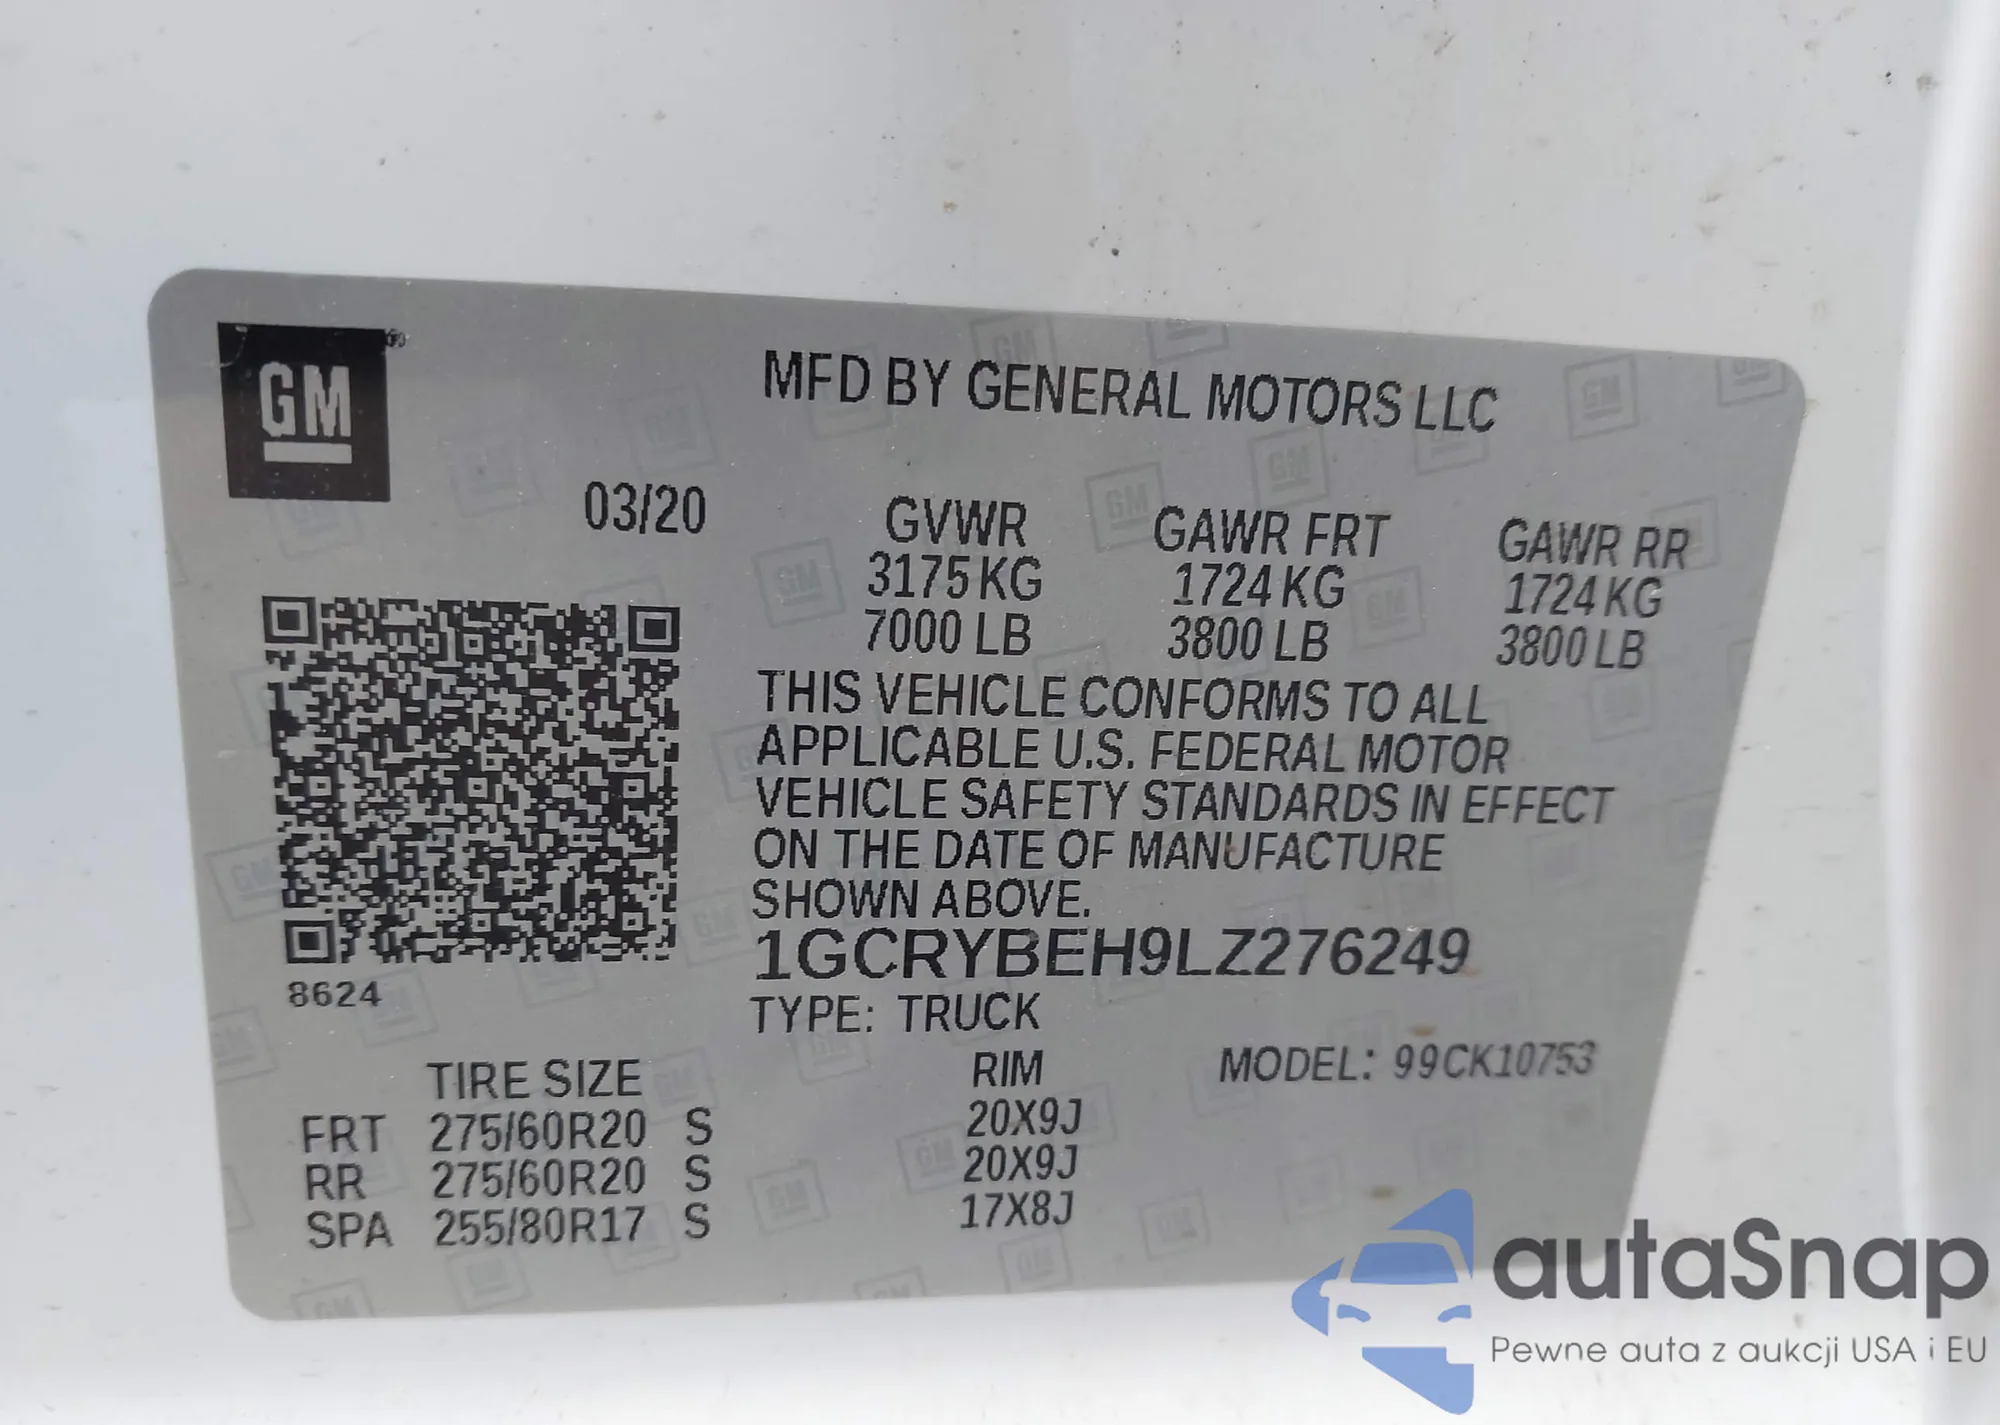 GM
MFD BY GENERAL MOTORS LLC
03/20
GVWR GAWR FRT GAWR RR
3175 KG 1724 KG 1724 KG
7000 LB 3800 LB 3800 LB
THIS VEHICLE CONFORMS TO ALL
APPLICABLE U.S. FEDERAL MOTOR
VEHICLE SAFETY STANDARDS IN EFFECT
ON THE DATE OF MANUFACTURE
SHOWN ABOVE.
1GCRYBEH9LZ276249
8624
TYPE: TRUCK
TIRE SIZE RIM MODEL: 99CK10753
FRT 275/60R20 S 20X9J
RR 275/60R20 S 20X9J
SPA 255/80R17 S 17X8J
autaSnap
Pewne auta z aukcji USA i EU